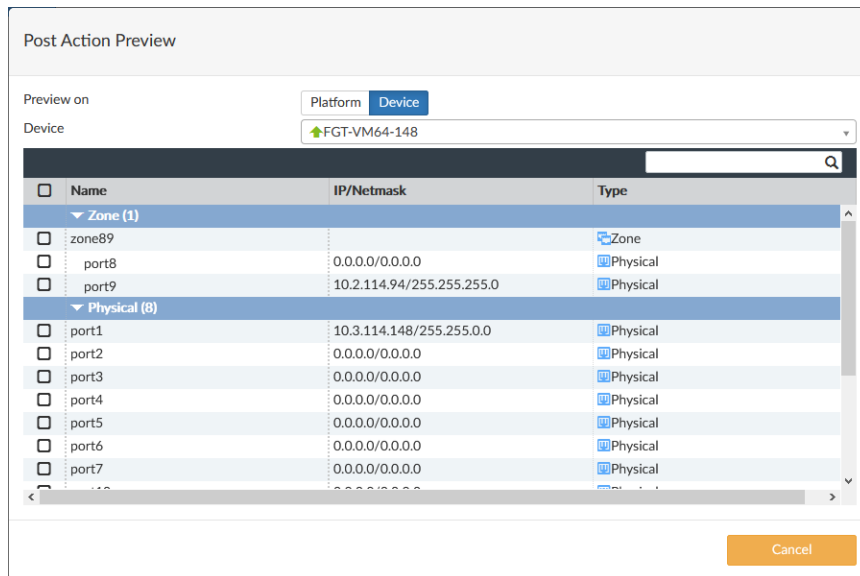 Post Action Preview
Preview on Platform Device
Device FGT-VM64-148
Name IP/Netmask Type
Zone (1)
zone89 Zone
port8 0.0.0.0/0.0.0.0 Physical
port9 10.2.114.94/255.255.255.0 Physical
Physical (8)
port1 10.3.114.148/255.255.0.0 Physical
port2 0.0.0.0/0.0.0.0 Physical
port3 0.0.0.0/0.0.0.0 Physical
port4 0.0.0.0/0.0.0.0 Physical
port5 0.0.0.0/0.0.0.0 Physical
port6 0.0.0.0/0.0.0.0 Physical
port7 0.0.0.0/0.0.0.0 Physical
Cancel